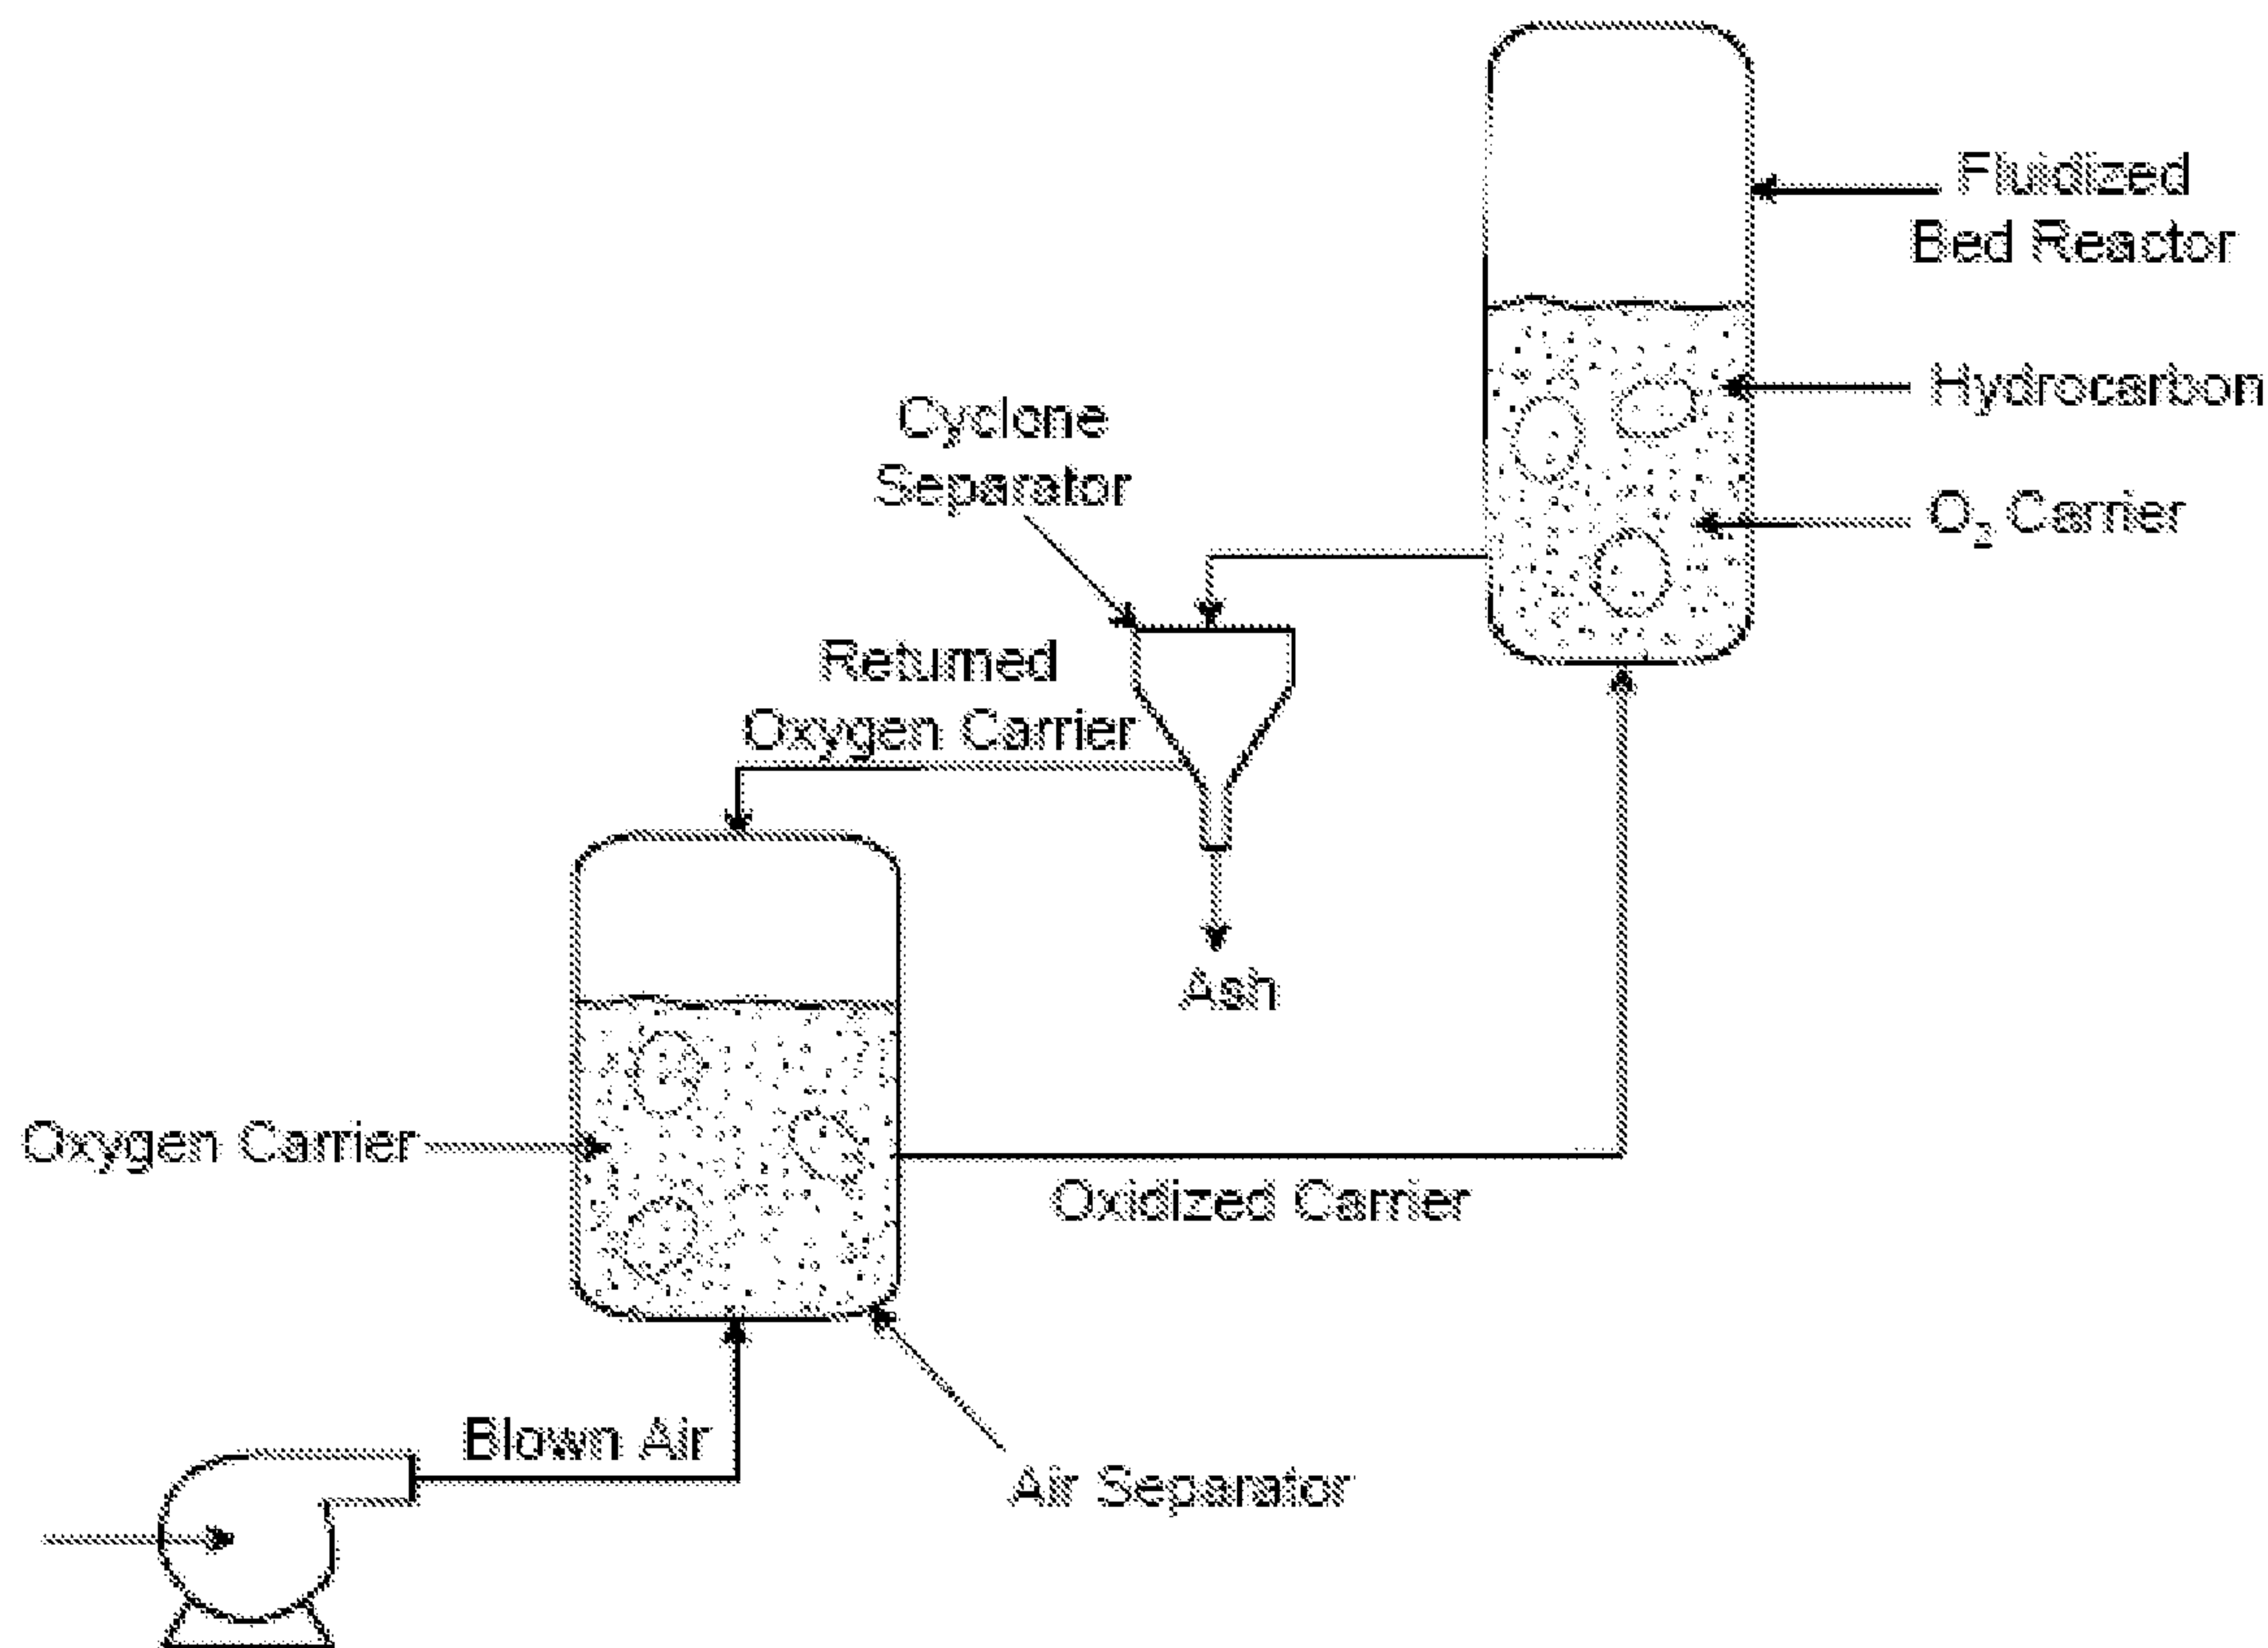 Fluidized
Bed Reactor
Hydrocarbon
O₂ Carrier
Cyclone
Separator
Returned
Oxygen Carrier
Ash
Oxygen Carrier
Oxidized Carrier
Blown Air
Air Separator